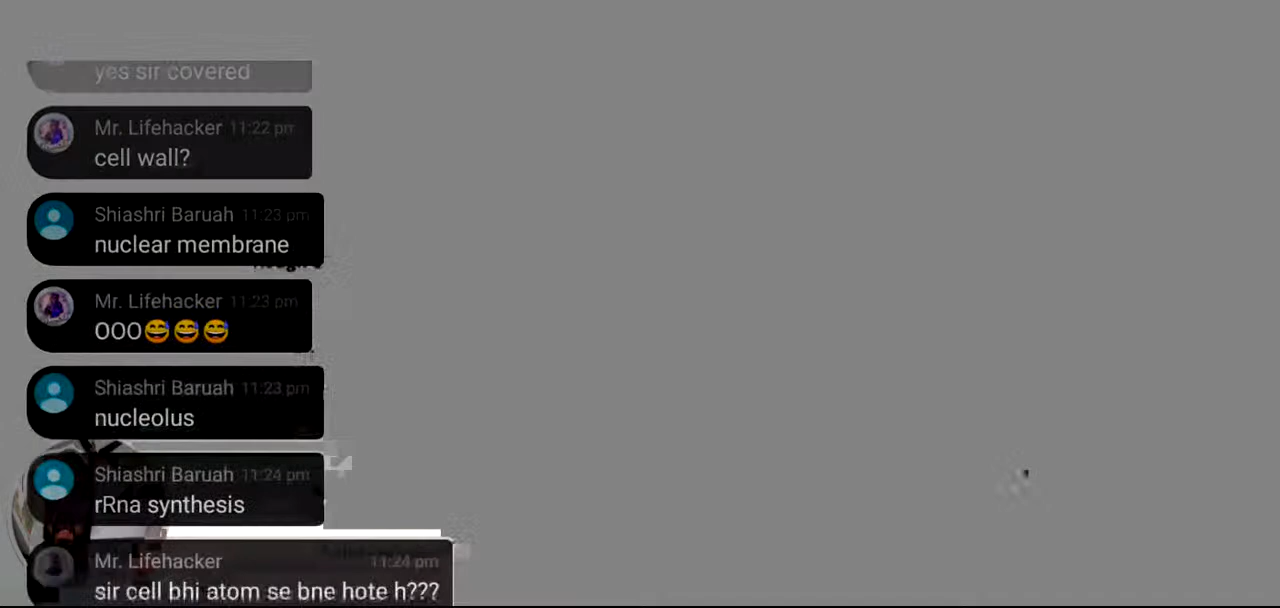 yes sir covered
Mr. Lifehacker 11:22 pm
cell wall?
Shiashri Baruah 11:23 pm
nuclear membrane
Mr. Lifehacker 11:23 pm
OOO😅😅😅
Shiashri Baruah 11:23 pm
nucleolus
Shiashri Baruah 11:24 pm
rRna synthesis
Mr. Lifehacker 11:24 pm
sir cell bhi atom se bne hote h???